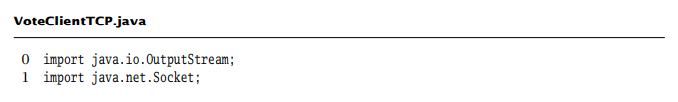 VoteClientTCP.java
0 import java.io.OutputStream;
1 import java.net.Socket;